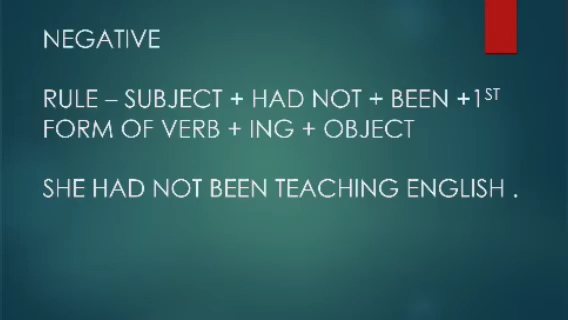 NEGATIVE
RULE – SUBJECT + HAD NOT + BEEN +1ST
FORM OF VERB + ING + OBJECT
SHE HAD NOT BEEN TEACHING ENGLISH .